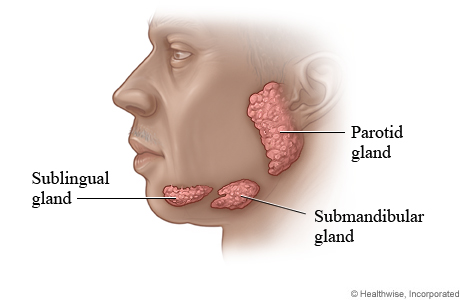 Parotid
gland
Sublingual
gland
Submandibular
gland
© Healthwise, Incorporated